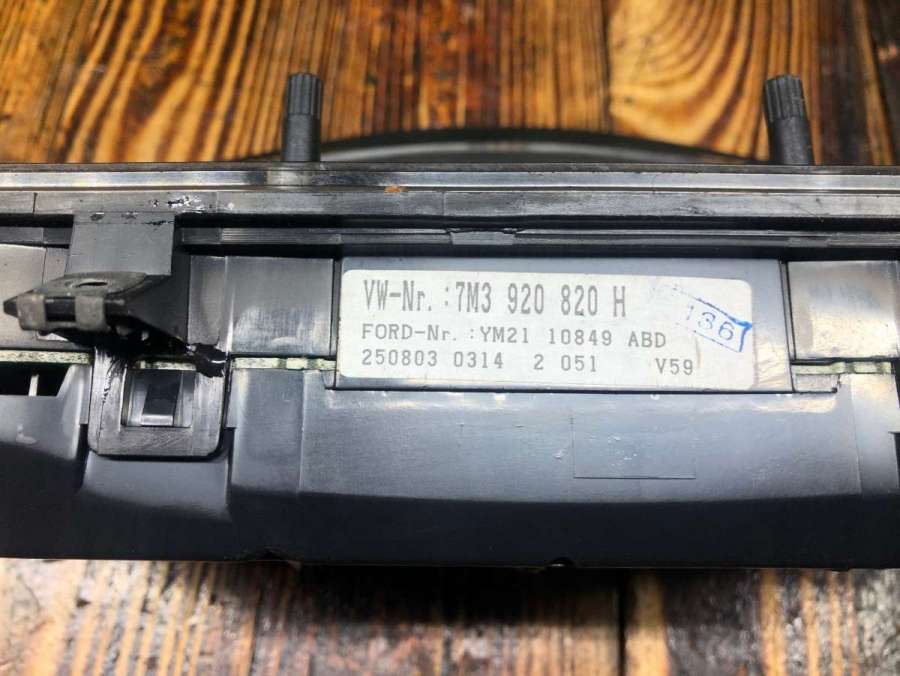 VW-Nr. :7M3 920 820 H
FORD-Nr. :YM21 10849 ABD
250803 0314 2 051 V59
136